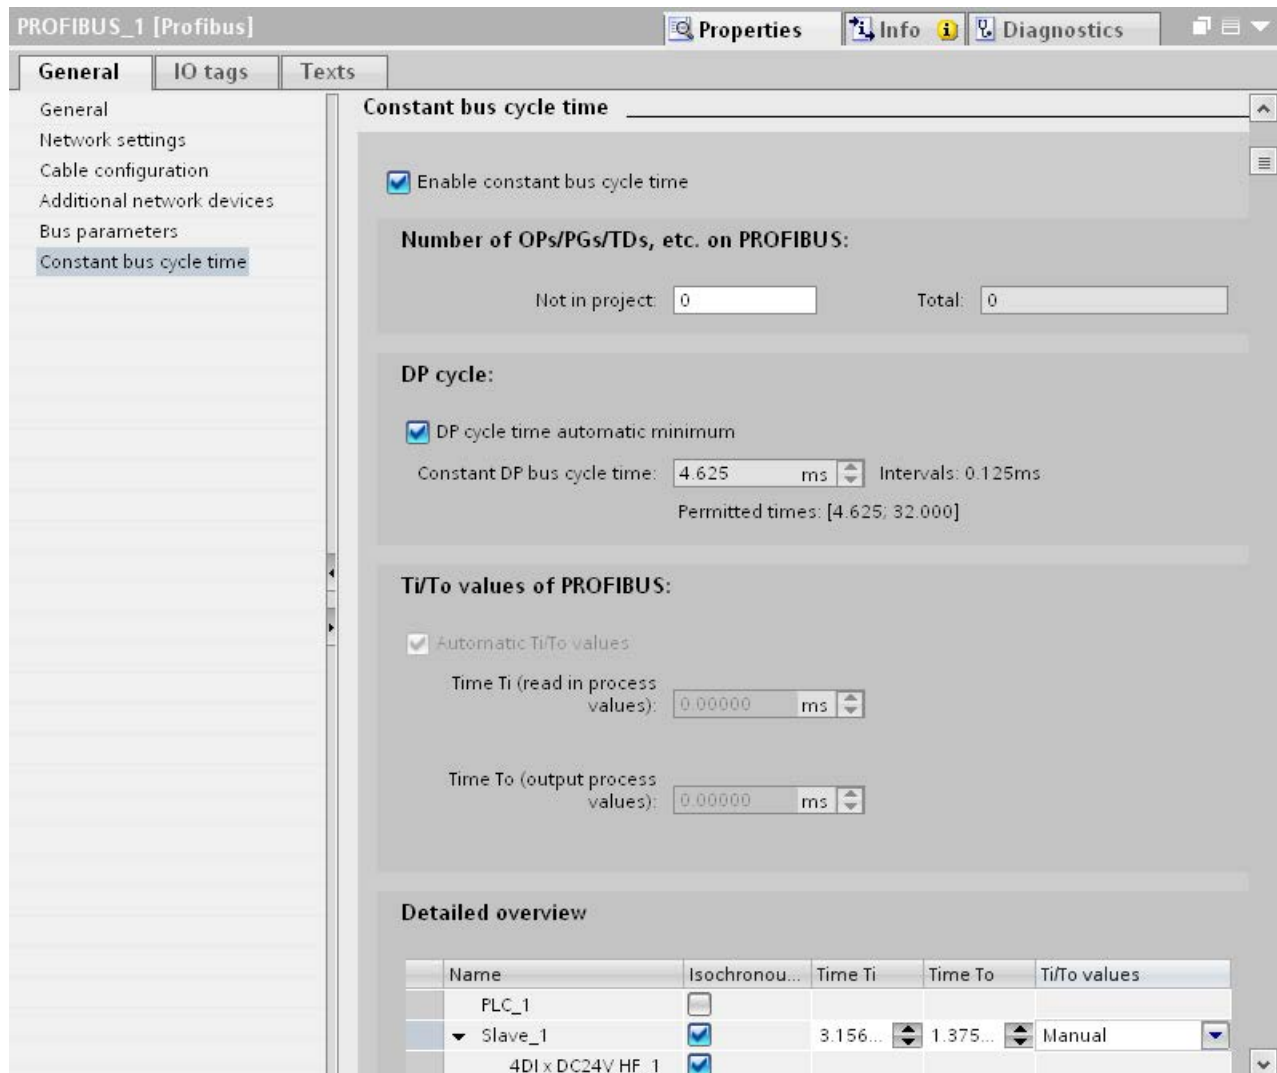 PROFIBUS_1 [Profibus]
Properties
Info
Diagnostics
General
IO tags
Texts
General
Network settings
Cable configuration
Additional network devices
Bus parameters
Constant bus cycle time
Constant bus cycle time
Enable constant bus cycle time
Number of OPs/PGs/TDs, etc. on PROFIBUS:
Not in project: 0 Total: 0
DP cycle:
DP cycle time automatic minimum
Constant DP bus cycle time: 4.625 ms Intervals: 0.125ms
Permitted times: [4.625; 32.000]
Ti/To values of PROFIBUS:
Automatic Ti/To values
Time Ti (read in process
values): 0.00000 ms
Time To (output process
values): 0.00000 ms
Detailed overview
Name Isochronou... Time Ti Time To Ti/To values
PLC_1
Slave_1 3.156... 1.375... Manual
4DI x DC24V HF_1